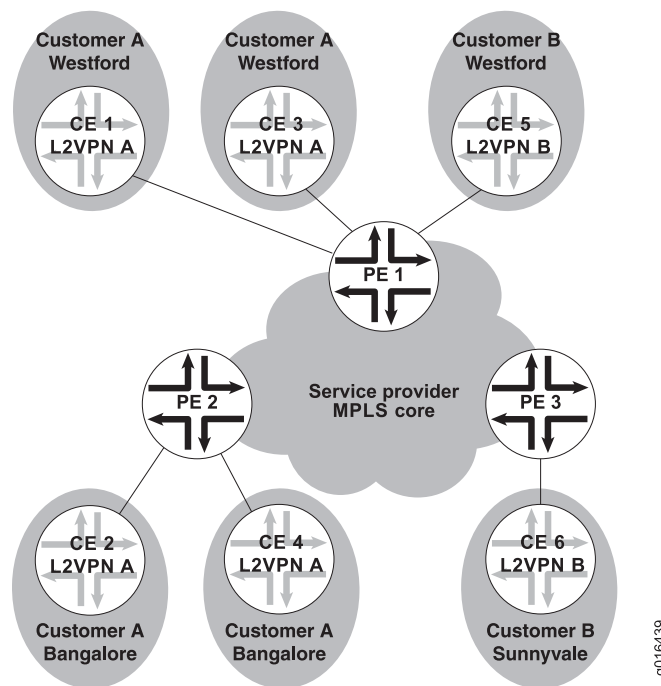 Customer A
Westford
CE 1
L2VPN A
Customer A
Westford
CE 3
L2VPN A
Customer B
Westford
CE 5
L2VPN B
PE 1
PE 2
Service provider
MPLS core
PE 3
CE 2
L2VPN A
Customer A
Bangalore
CE 4
L2VPN A
Customer A
Bangalore
CE 6
L2VPN B
Customer B
Sunnyvale
g016439